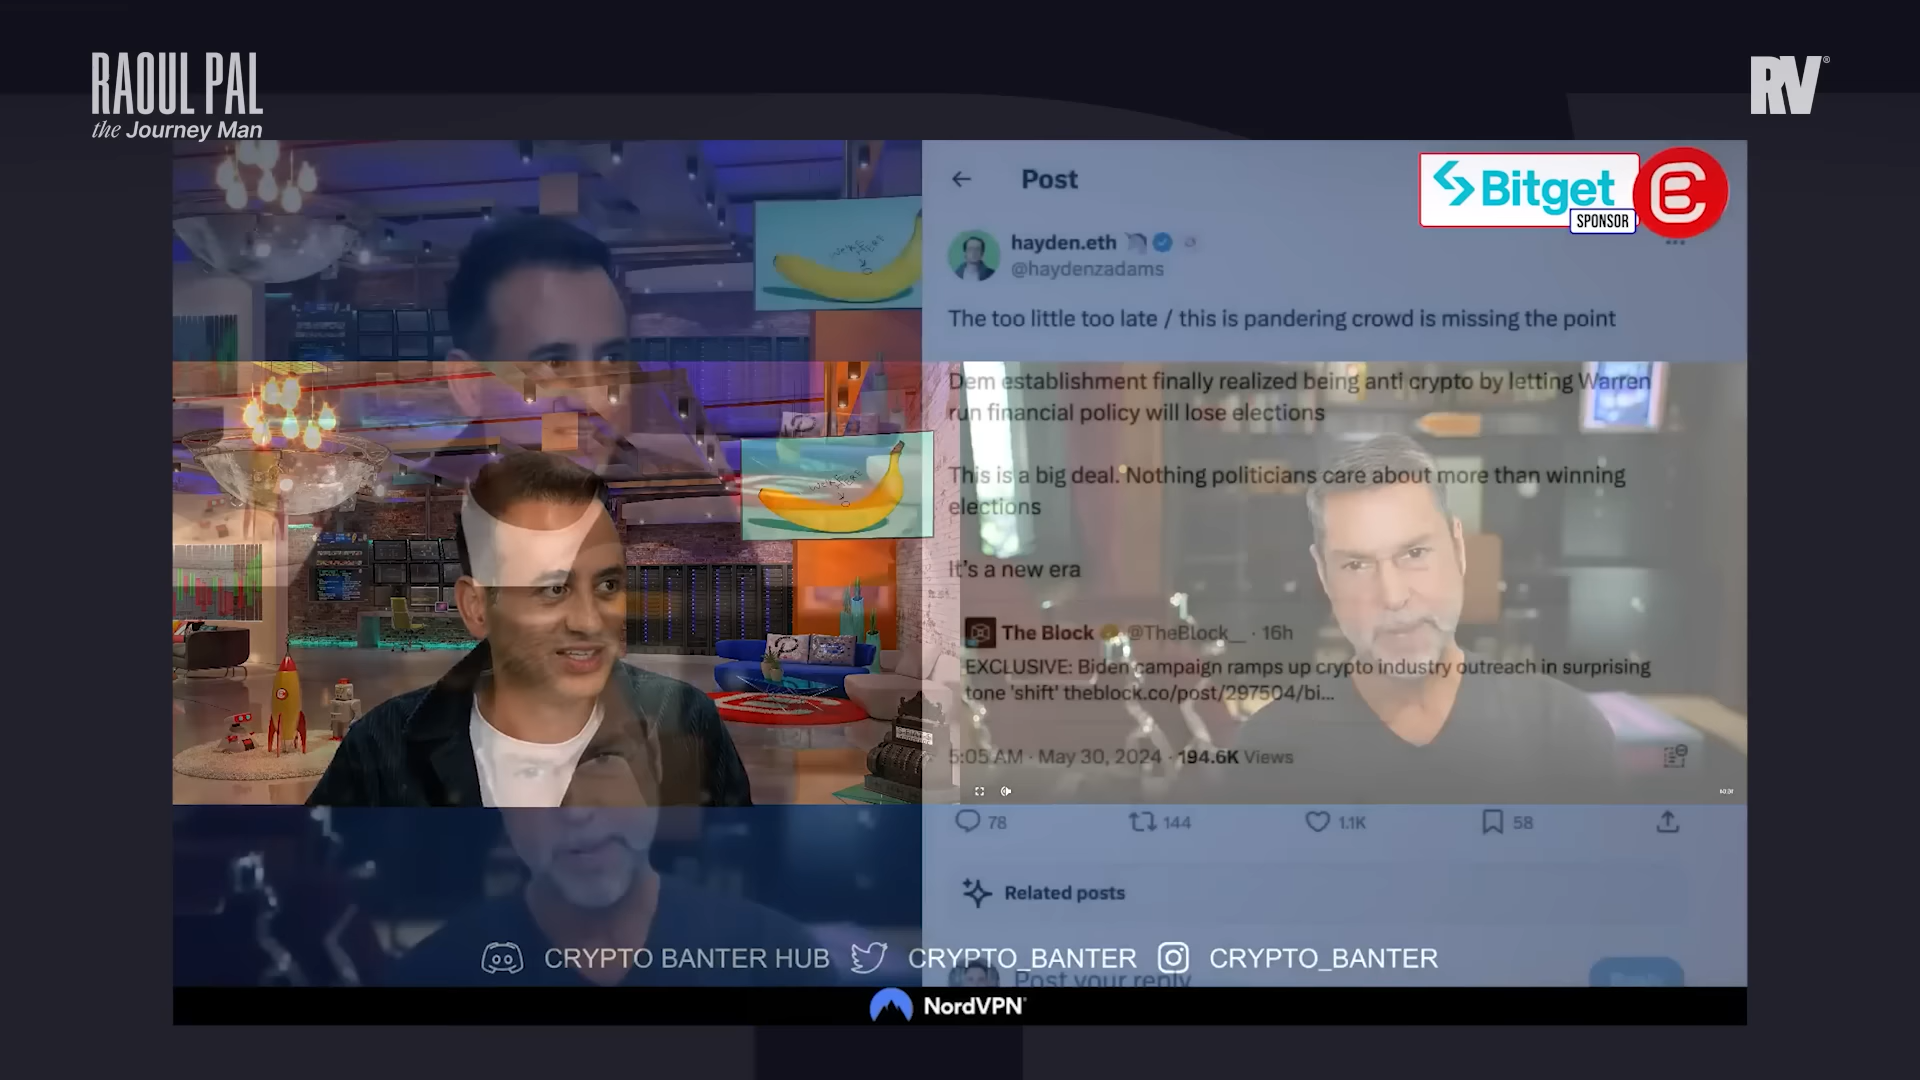 RAOUL PAL
the Journey Man
RV®
Bitget
SPONSOR
Post
hayden.eth
@haydenzadams
The too little too late / this is pandering crowd is missing the point
Dem establishment finally realized being anti crypto by letting Warren
run financial policy will lose elections
This is a big deal. Nothing politicians care about more than winning
elections
It's a new era
The Block @TheBlock__ · 16h
EXCLUSIVE: Biden campaign ramps up crypto industry outreach in surprising
tone 'shift' theblock.co/post/297504/bi...
5:05 AM · May 30, 2024 · 194.6K Views
78 144 1.1K 58
Related posts
CRYPTO BANTER HUB CRYPTO_BANTER CRYPTO_BANTER
Post your reply
NordVPN®